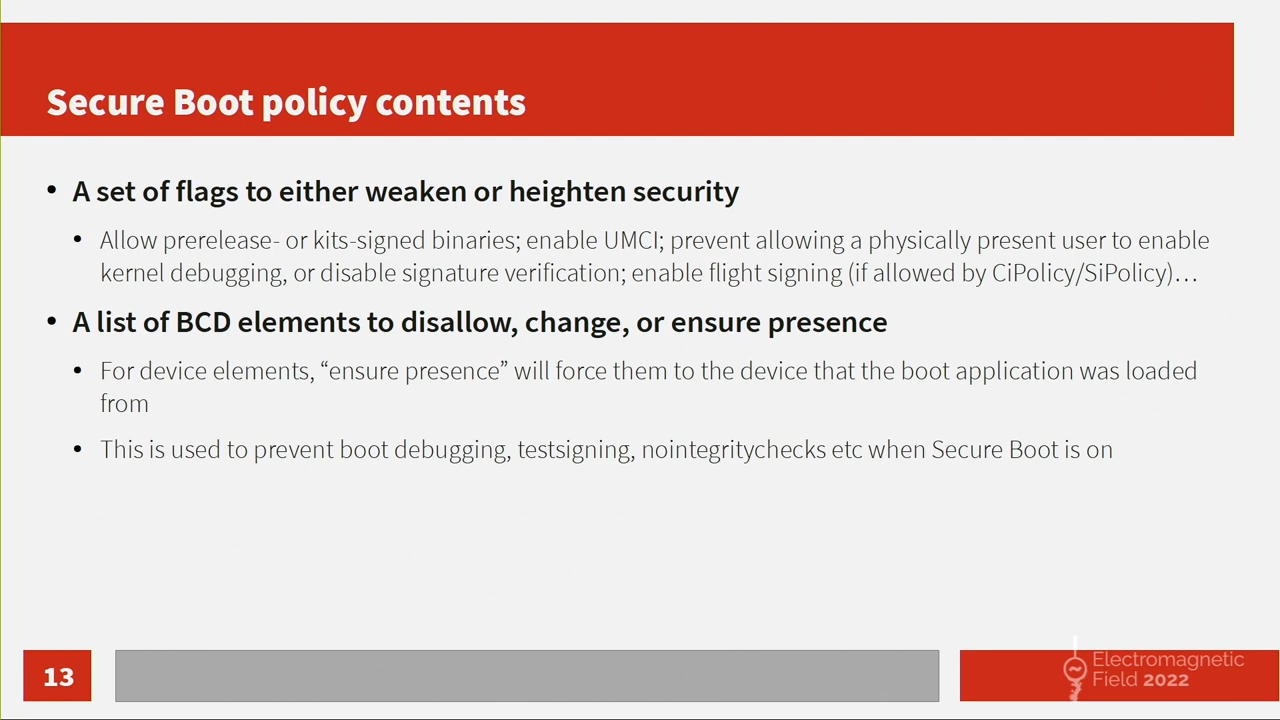 Secure Boot policy contents
• A set of flags to either weaken or heighten security
• Allow prerelease- or kits-signed binaries; enable UMCI; prevent allowing a physically present user to enable
kernel debugging, or disable signature verification; enable flight signing (if allowed by CiPolicy/SiPolicy)…
• A list of BCD elements to disallow, change, or ensure presence
• For device elements, “ensure presence” will force them to the device that the boot application was loaded
from
• This is used to prevent boot debugging, testsigning, nointegritychecks etc when Secure Boot is on
13
Electromagnetic
Field 2022